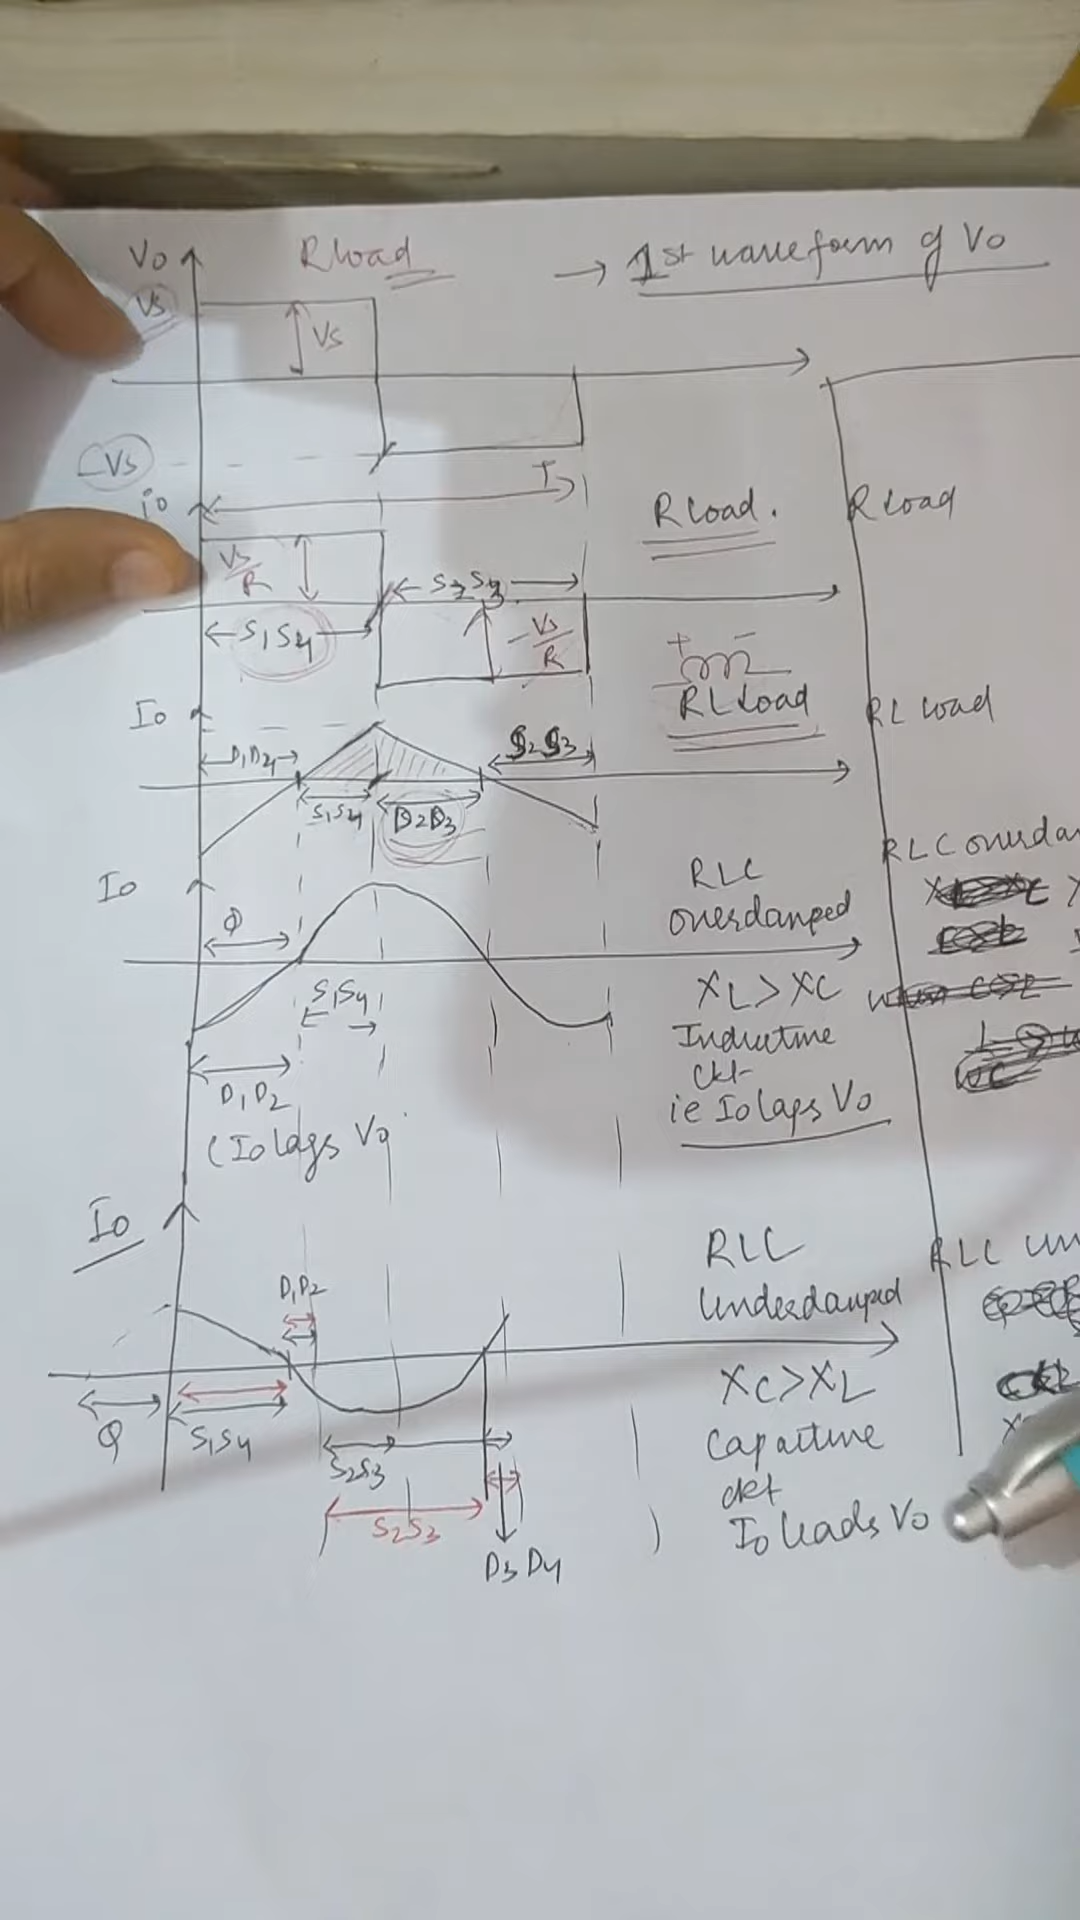 Vo
R load
→ 1st waveform of Vo
Vs
Vs
-Vs
T
io
R load.
R load
Vs/R
S2S3
S1S4
-Vs/R
+ -
Io
RL load
RL load
D1D4
S2S3
S1S4
D2D3
Io
RLC
overdamped
RLC overda
Φ
S1S4
XL>XC
Inductive
ckt
ie Io lags Vo
D1D2
(Io lags Vo
Io
RLC
Underdamped
RLC un
D1D2
XC>XL
Φ
S1S4
Capacitive
ckt
Io leads Vo
S2S3
S2S3
D3D4